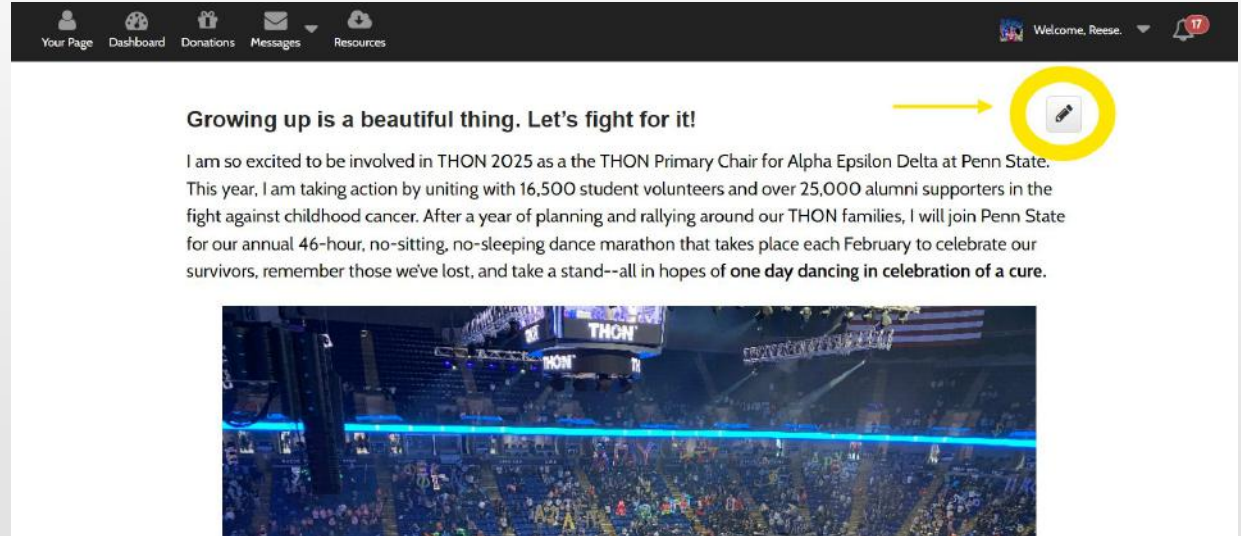 Your Page Dashboard Donations Messages Resources
Welcome, Reese.
17
Growing up is a beautiful thing. Let's fight for it!
I am so excited to be involved in THON 2025 as a the THON Primary Chair for Alpha Epsilon Delta at Penn State.
This year, I am taking action by uniting with 16,500 student volunteers and over 25,000 alumni supporters in the
fight against childhood cancer. After a year of planning and rallying around our THON families, I will join Penn State
for our annual 46-hour, no-sitting, no-sleeping dance marathon that takes place each February to celebrate our
survivors, remember those we've lost, and take a stand--all in hopes of one day dancing in celebration of a cure.
THON
THON